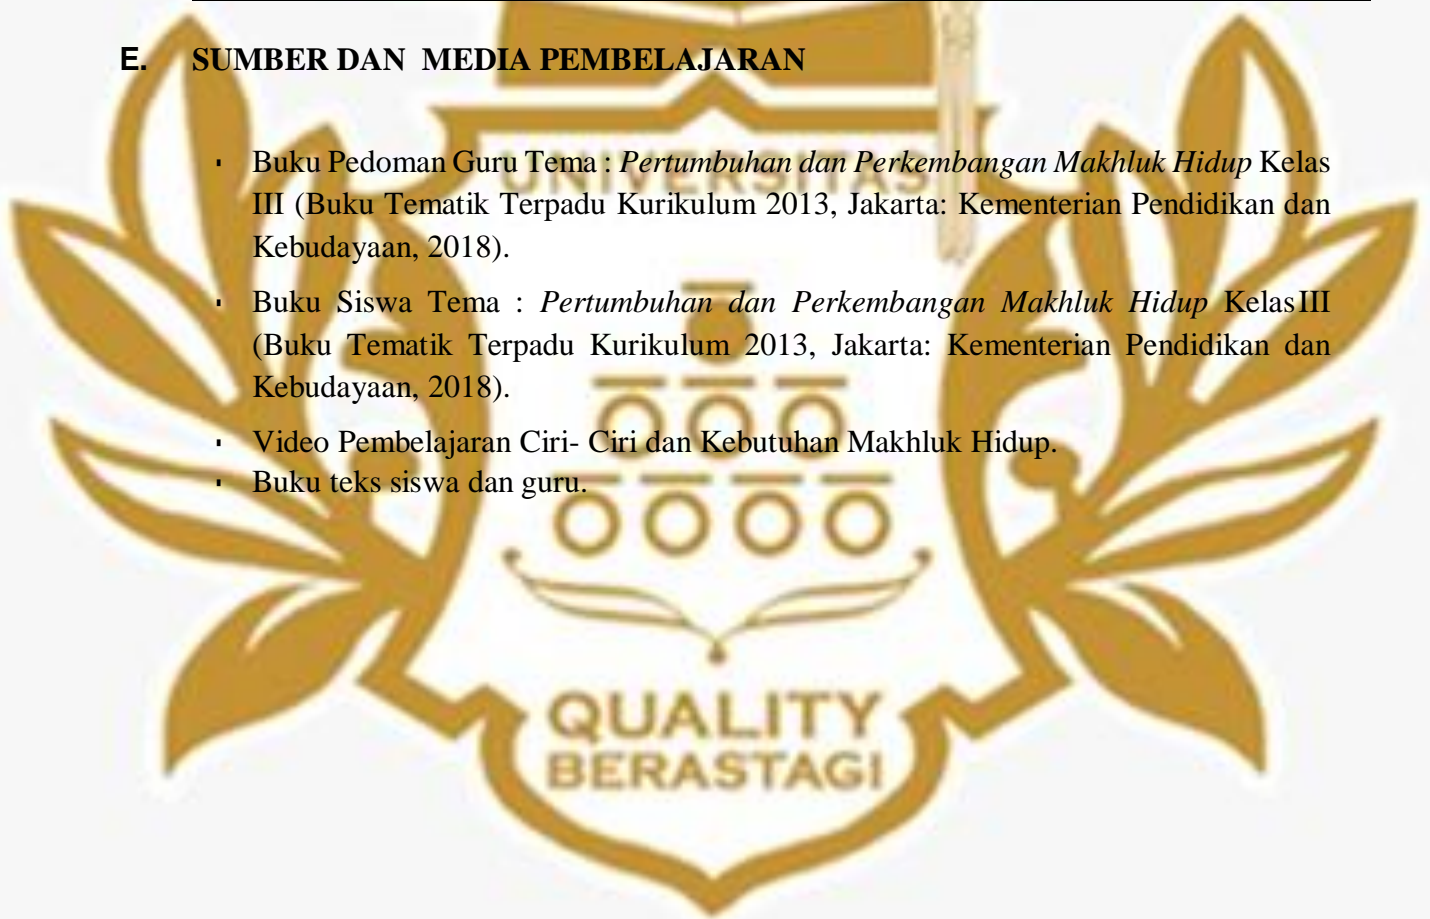 E. SUMBER DAN MEDIA PEMBELAJARAN
UNIVERSITAS
▪ Buku Pedoman Guru Tema : Pertumbuhan dan Perkembangan Makhluk Hidup Kelas
III (Buku Tematik Terpadu Kurikulum 2013, Jakarta: Kementerian Pendidikan dan
Kebudayaan, 2018).
▪ Buku Siswa Tema : Pertumbuhan dan Perkembangan Makhluk Hidup KelasIII
(Buku Tematik Terpadu Kurikulum 2013, Jakarta: Kementerian Pendidikan dan
Kebudayaan, 2018).
▪ Video Pembelajaran Ciri- Ciri dan Kebutuhan Makhluk Hidup.
▪ Buku teks siswa dan guru.
QUALITY
BERASTAGI